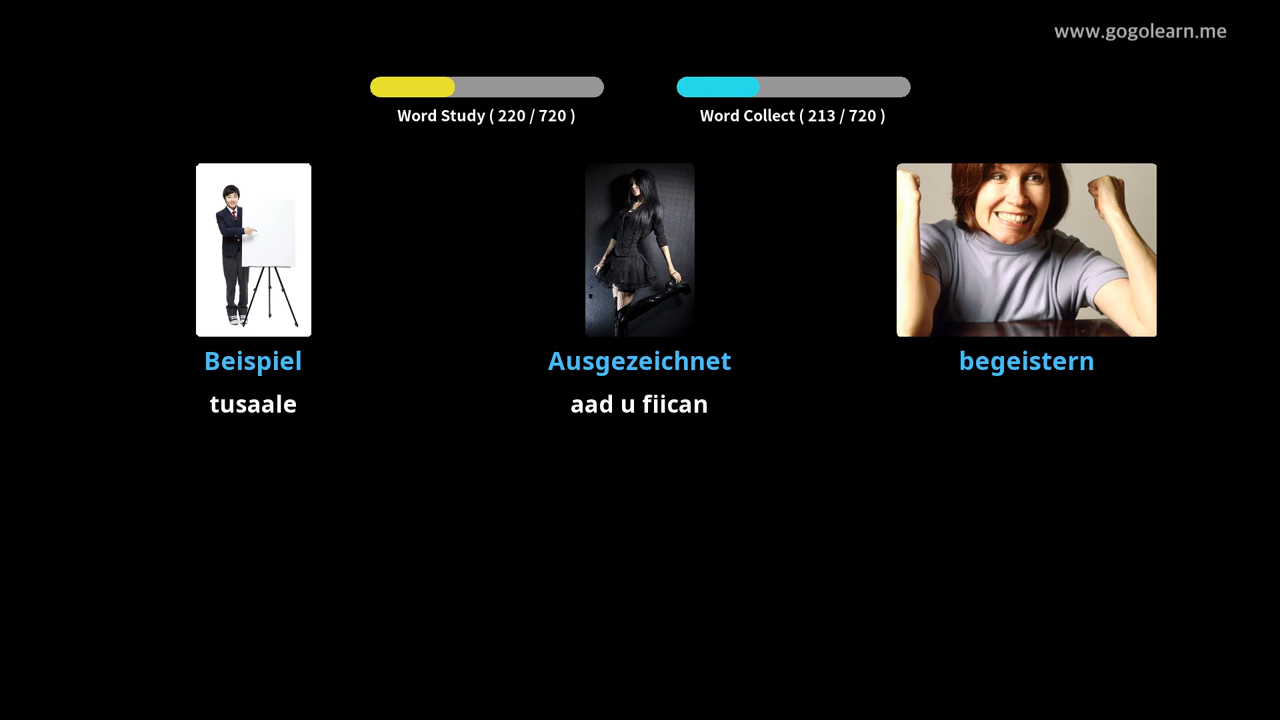 www.gogolearn.me
Word Study ( 220 / 720 )
Word Collect ( 213 / 720 )
Beispiel
Ausgezeichnet
begeistern
tusaale
aad u fiican